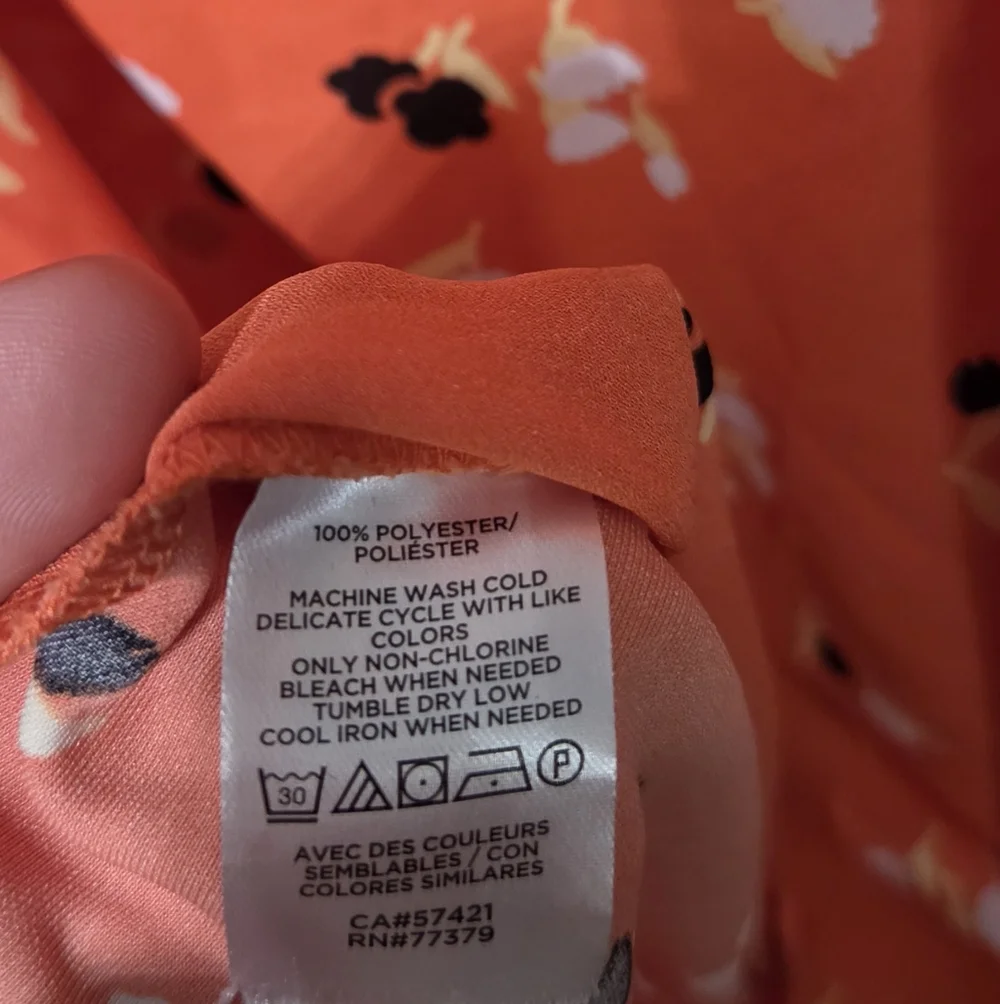 100% POLYESTER/
POLIÉSTER
MACHINE WASH COLD
DELICATE CYCLE WITH LIKE
COLORS
ONLY NON-CHLORINE
BLEACH WHEN NEEDED
TUMBLE DRY LOW
COOL IRON WHEN NEEDED
30 P
AVEC DES COULEURS
SEMBLABLES / CON
COLORES SIMILARES
CA#57421
RN#77379